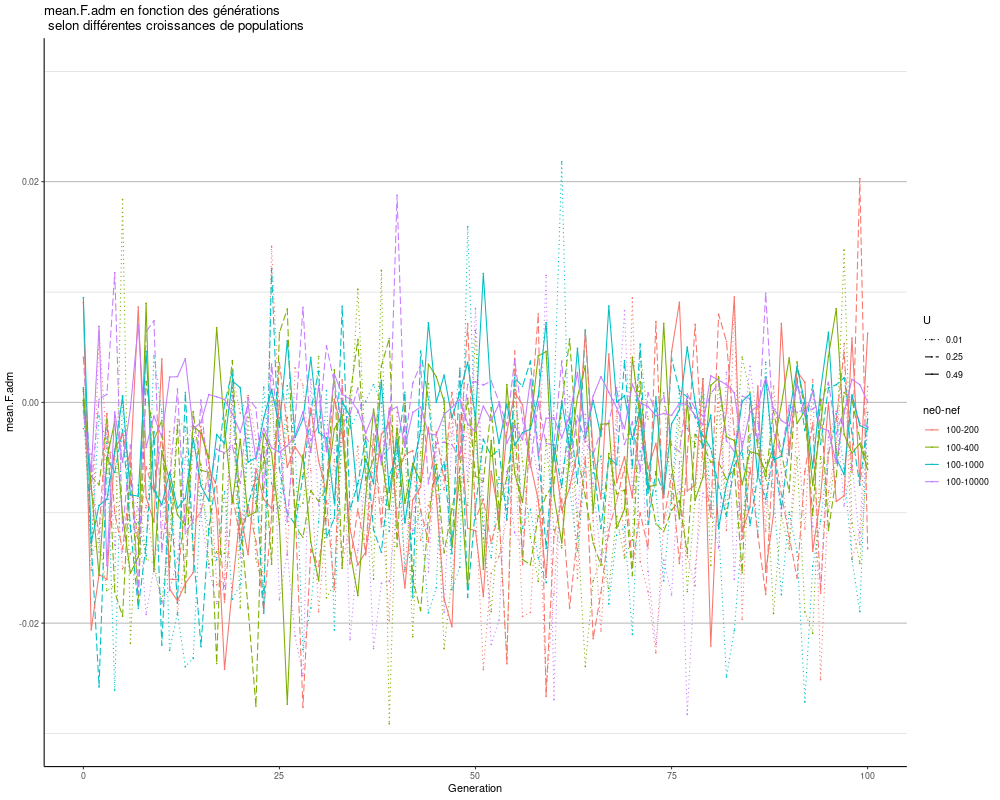 mean.F.adm en fonction des générations
selon différentes croissances de populations
mean.F.adm
0.02
0.00
-0.02
0
25
50
75
100
Generation
U
0.01
0.25
0.49
ne0-nef
100-200
100-400
100-1000
100-10000